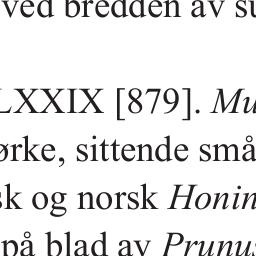 ved bredden av su
LXXIX [879]. Mu
ørke, sittende små
sk og norsk Honin
på blad av Prunus